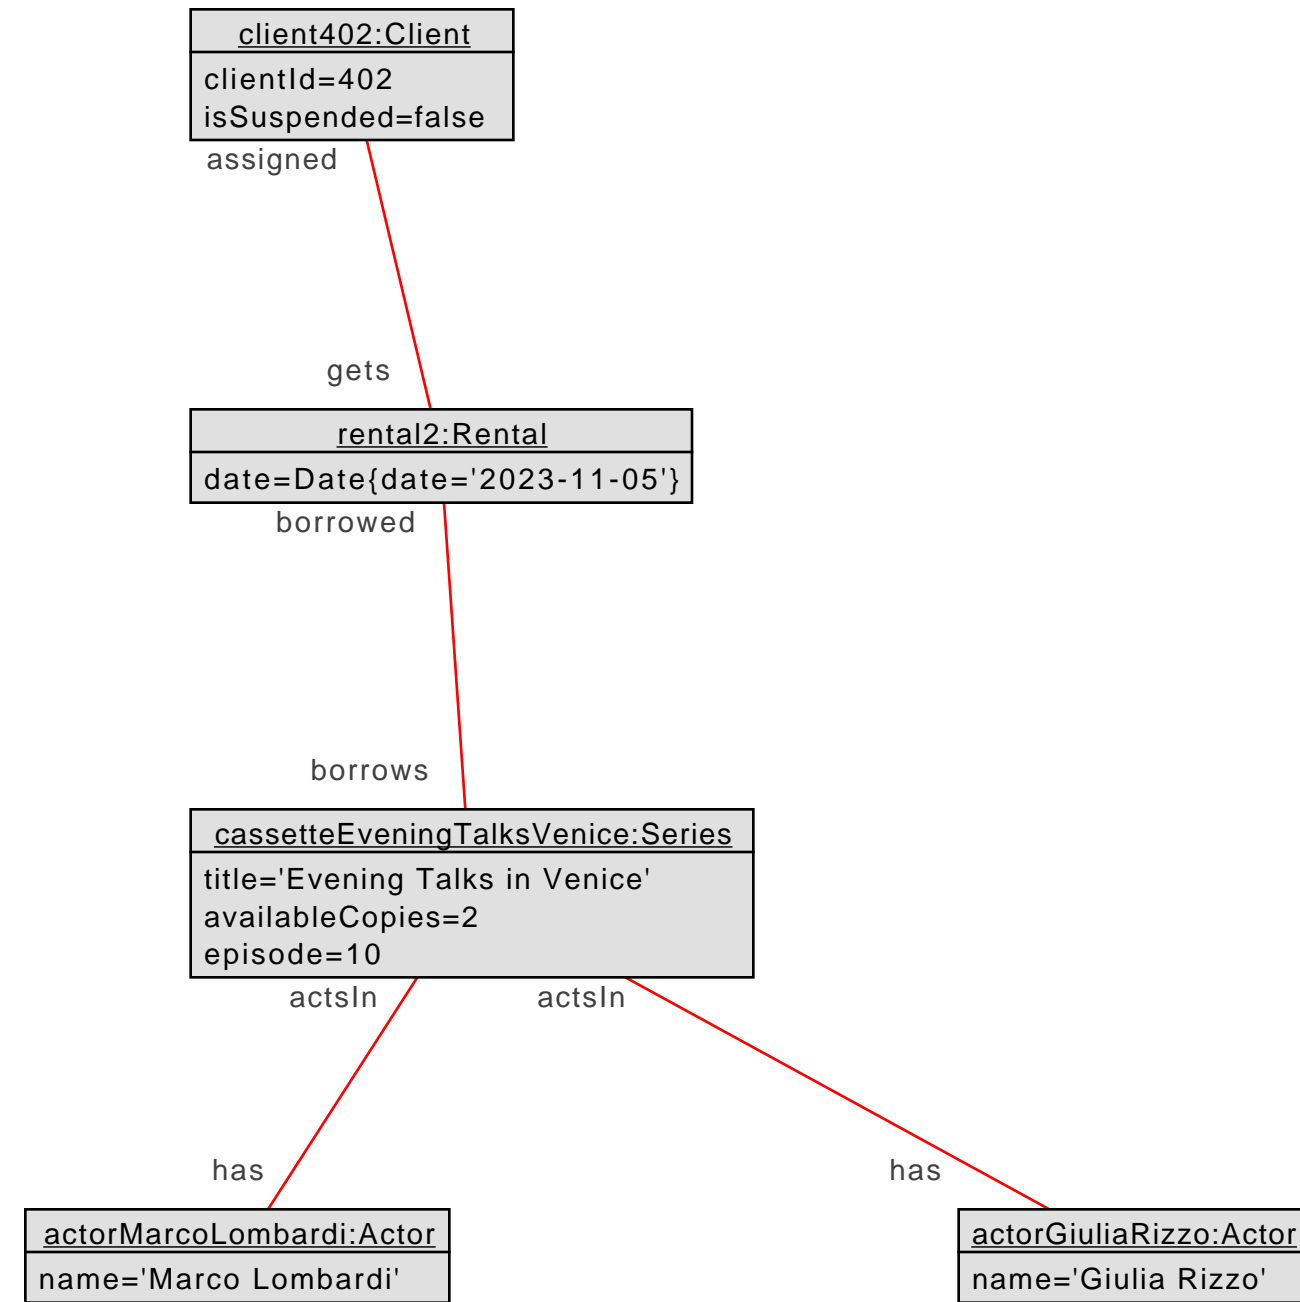 client402:Client
clientId=402
isSuspended=false
assigned
gets
rental2:Rental
date=Date{date='2023-11-05'}
borrowed
borrows
cassetteEveningTalksVenice:Series
title='Evening Talks in Venice'
availableCopies=2
episode=10
actsIn actsIn
has has
actorMarcoLombardi:Actor actorGiuliaRizzo:Actor
name='Marco Lombardi' name='Giulia Rizzo'